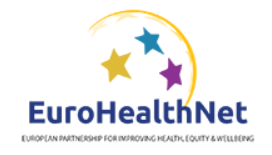 EuroHealthNet
EUROPEAN PARTNERSHIP FOR IMPROVING HEALTH, EQUITY & WELLBEING